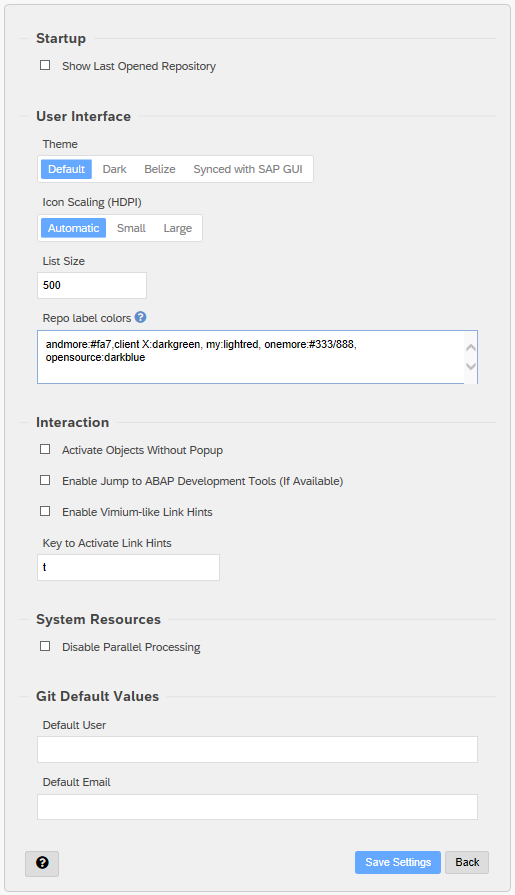 Startup
Show Last Opened Repository
User Interface
Theme
Default Dark Belize Synced with SAP GUI
Icon Scaling (HDPI)
Automatic Small Large
List Size
500
Repo label colors ?
andmore:#fa7,client X:darkgreen, my:lightred, onemore:#333/888,
opensource:darkblue
Interaction
Activate Objects Without Popup
Enable Jump to ABAP Development Tools (If Available)
Enable Vimium-like Link Hints
Key to Activate Link Hints
t
System Resources
Disable Parallel Processing
Git Default Values
Default User
Default Email
? Save Settings Back